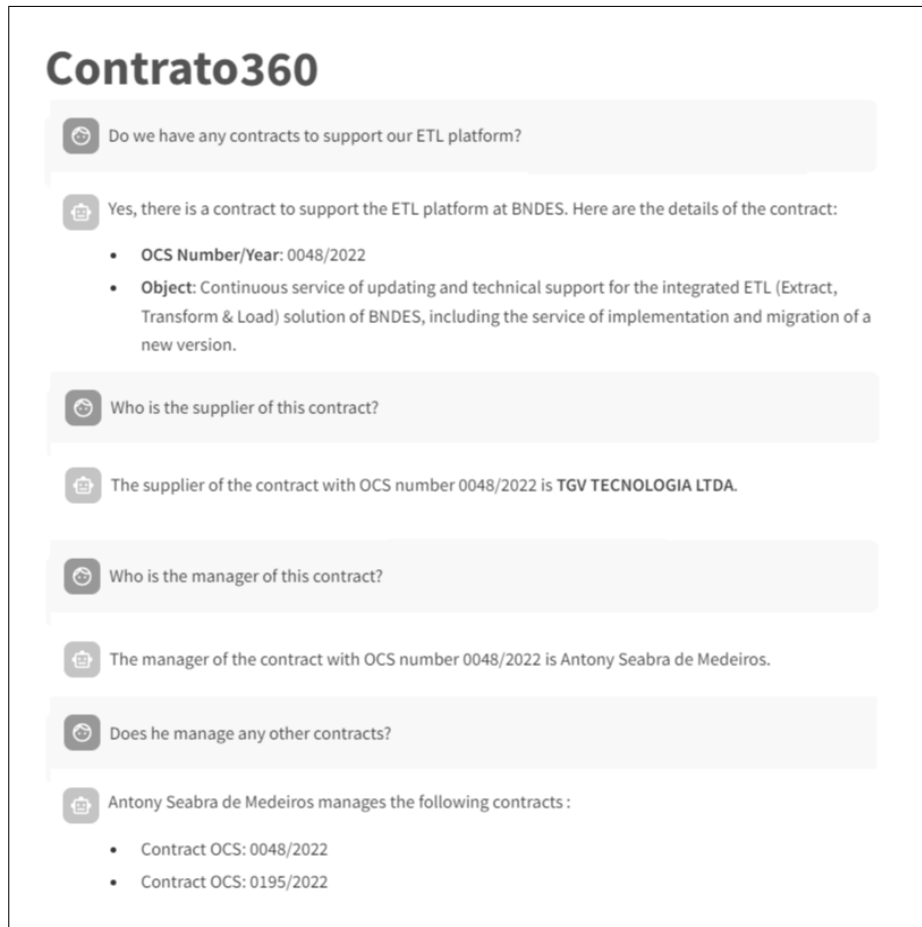 Contrato360
Do we have any contracts to support our ETL platform?
Yes, there is a contract to support the ETL platform at BNDES. Here are the details of the contract:
• OCS Number/Year: 0048/2022
• Object: Continuous service of updating and technical support for the integrated ETL (Extract,
Transform & Load) solution of BNDES, including the service of implementation and migration of a
new version.
Who is the supplier of this contract?
The supplier of the contract with OCS number 0048/2022 is TGV TECNOLOGIA LTDA.
Who is the manager of this contract?
The manager of the contract with OCS number 0048/2022 is Antony Seabra de Medeiros.
Does he manage any other contracts?
Antony Seabra de Medeiros manages the following contracts :
• Contract OCS: 0048/2022
• Contract OCS: 0195/2022